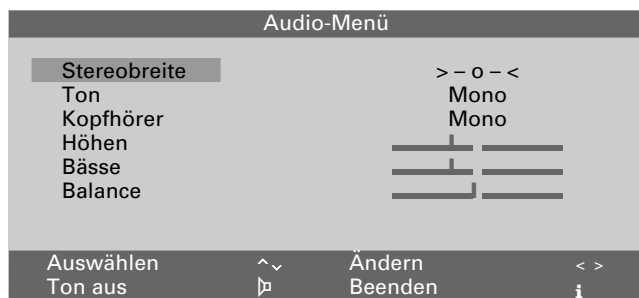 Audio-Menü
Stereobreite > – o – <
Ton Mono
Kopfhörer Mono
Höhen
Bässe
Balance
Auswählen Ändern < >
Ton aus Beenden i